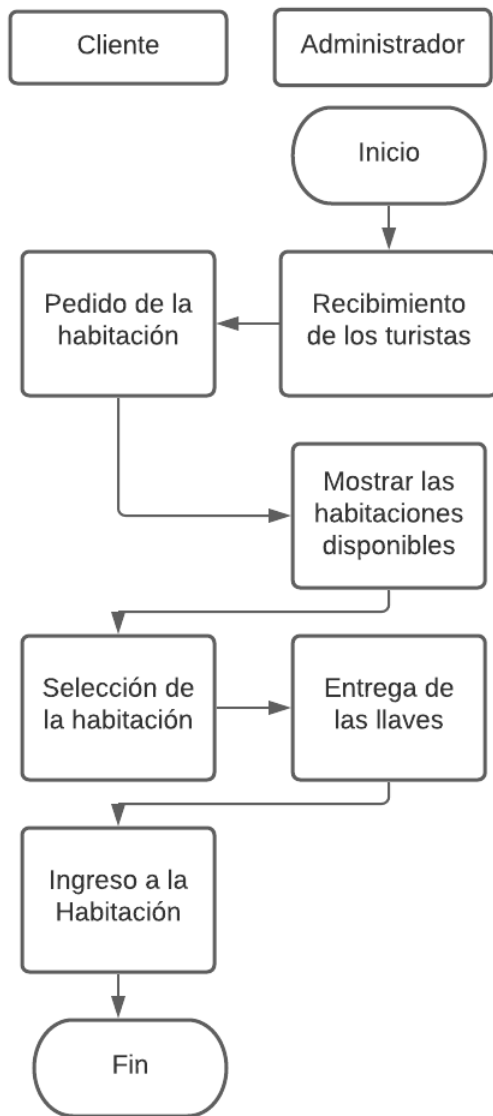 Cliente
Administrador
Inicio
Recibimiento
de los turistas
Pedido de la
habitación
Mostrar las
habitaciones
disponibles
Selección de
la habitación
Entrega de
las llaves
Ingreso a la
Habitación
Fin